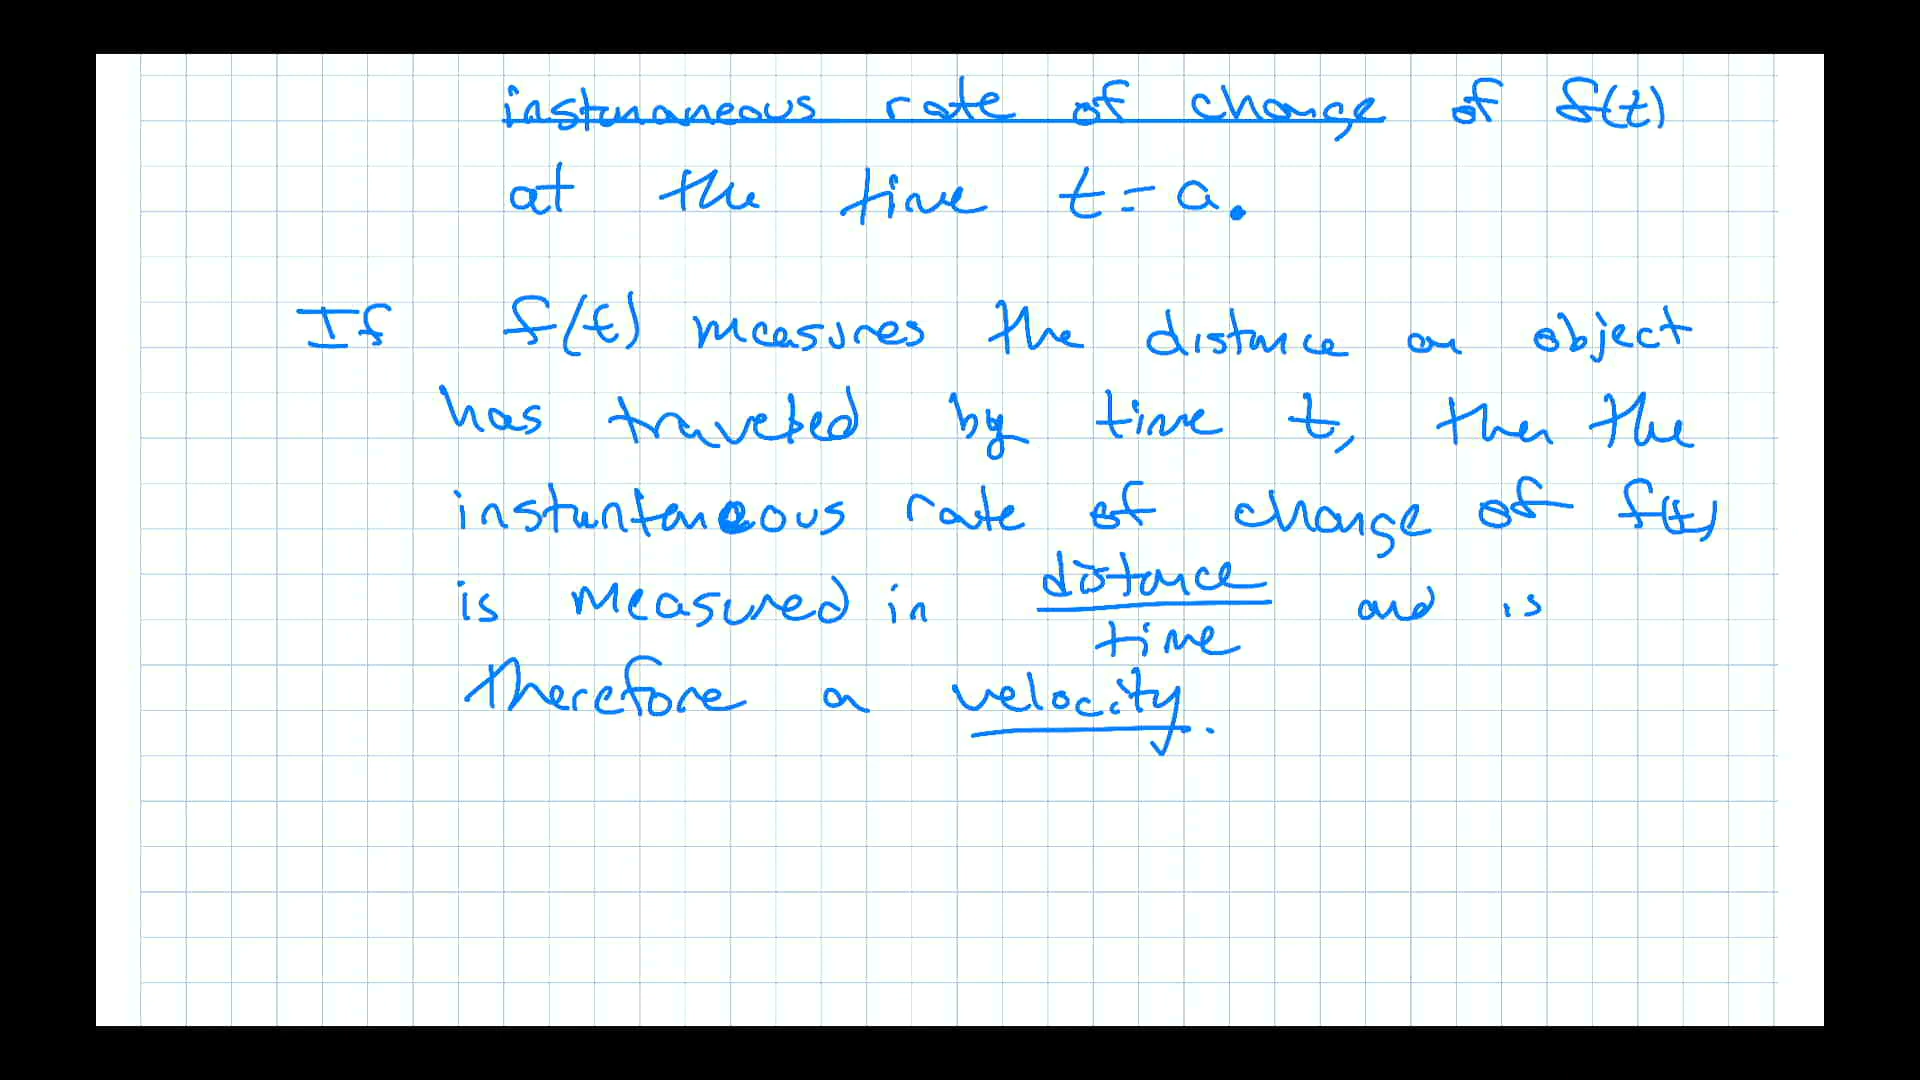 instananeous rate of change of f(t)
at the time t = a.
If f(t) measures the distance an object
has traveled by time t, then the
instantaneous rate of change of f(t)
is measured in distance/time and is
therefore a velocity.